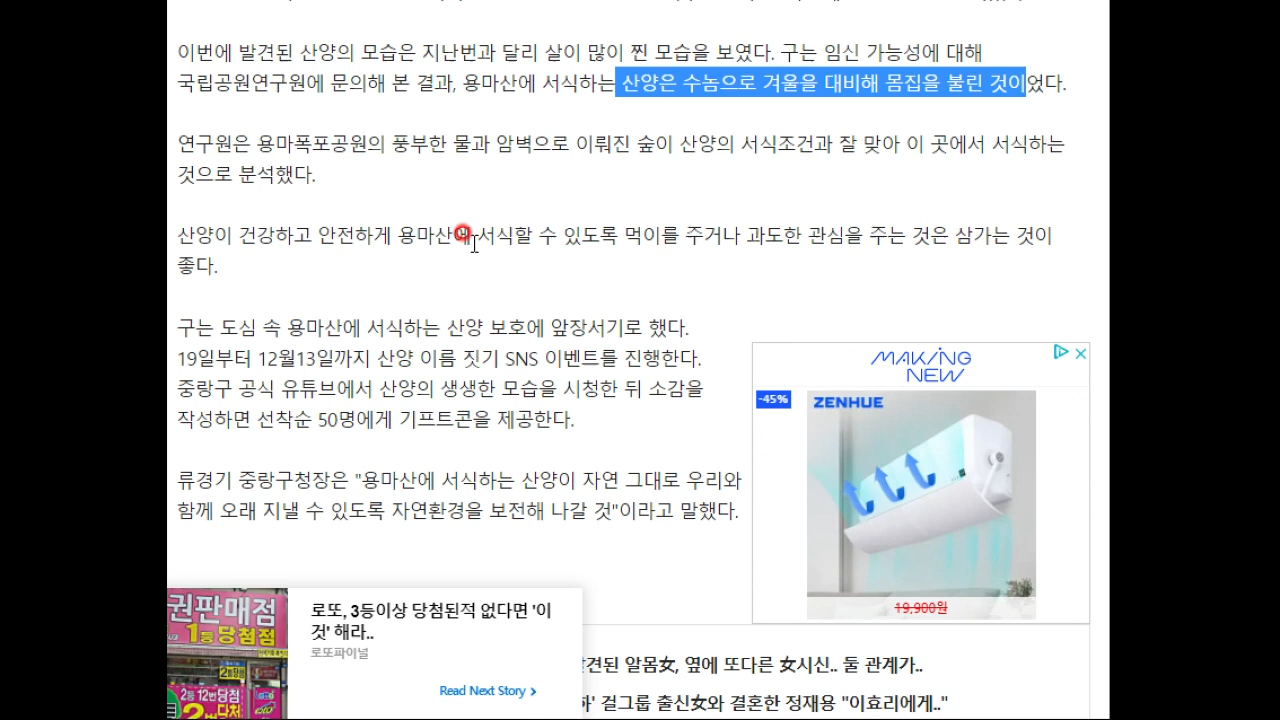 이번에 발견된 산양의 모습은 지난번과 달리 살이 많이 찐 모습을 보였다. 구는 임신 가능성에 대해
국립공원연구원에 문의해 본 결과, 용마산에 서식하는 산양은 수놈으로 겨울을 대비해 몸집을 불린 것이었다.
연구원은 용마폭포공원의 풍부한 물과 암벽으로 이뤄진 숲이 산양의 서식조건과 잘 맞아 이 곳에서 서식하는
것으로 분석했다.
산양이 건강하고 안전하게 용마산에 서식할 수 있도록 먹이를 주거나 과도한 관심을 주는 것은 삼가는 것이
좋다.
구는 도심 속 용마산에 서식하는 산양 보호에 앞장서기로 했다.
19일부터 12월13일까지 산양 이름 짓기 SNS 이벤트를 진행한다.
중랑구 공식 유튜브에서 산양의 생생한 모습을 시청한 뒤 소감을
작성하면 선착순 50명에게 기프트콘을 제공한다.
류경기 중랑구청장은 "용마산에 서식하는 산양이 자연 그대로 우리와
함께 오래 지낼 수 있도록 자연환경을 보전해 나갈 것"이라고 말했다.
MAKING
NEW
-45%
ZENHUE
19,900원
권판매점
1등 당첨점
2등 12번 당첨
로또, 3등이상 당첨된적 없다면 '이
것' 해라..
로또파이널
Read Next Story
견된 알몸女, 옆에 또다른 女시신.. 둘 관계가..
' 걸그룹 출신女와 결혼한 정재용 "이효리에게.."